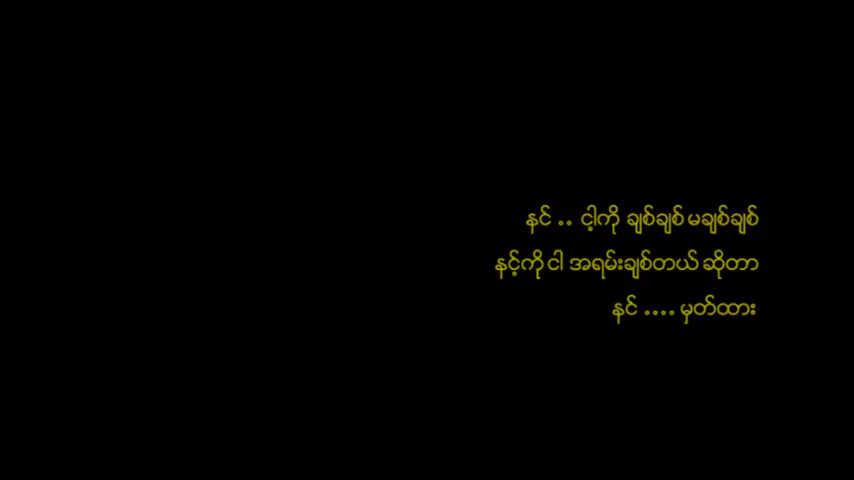 နင် .. ငါ့ကို ချစ်ချစ် မချစ်ချစ်
နင့်ကို ငါ အရမ်းချစ်တယ် ဆိုတာ
နင် .... မှတ်ထား